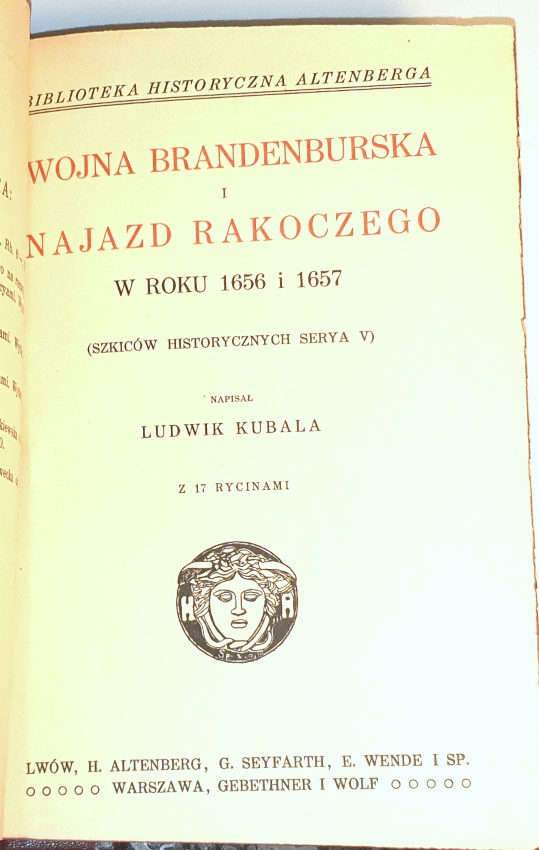 BIBLIOTEKA HISTORYCZNA ALTENBERGA
WOJNA BRANDENBURSKA
I
NAJAZD RAKOCZEGO
W ROKU 1656 i 1657
(SZKICÓW HISTORYCZNYCH SERYA V)
NAPISAŁ
LUDWIK KUBALA
Z 17 RYCINAMI
H A
LWÓW, H. ALTENBERG, G. SEYFARTH, E. WENDE I SP.
○ ○ ○ ○ ○ WARSZAWA, GEBETHNER I WOLF ○ ○ ○ ○ ○